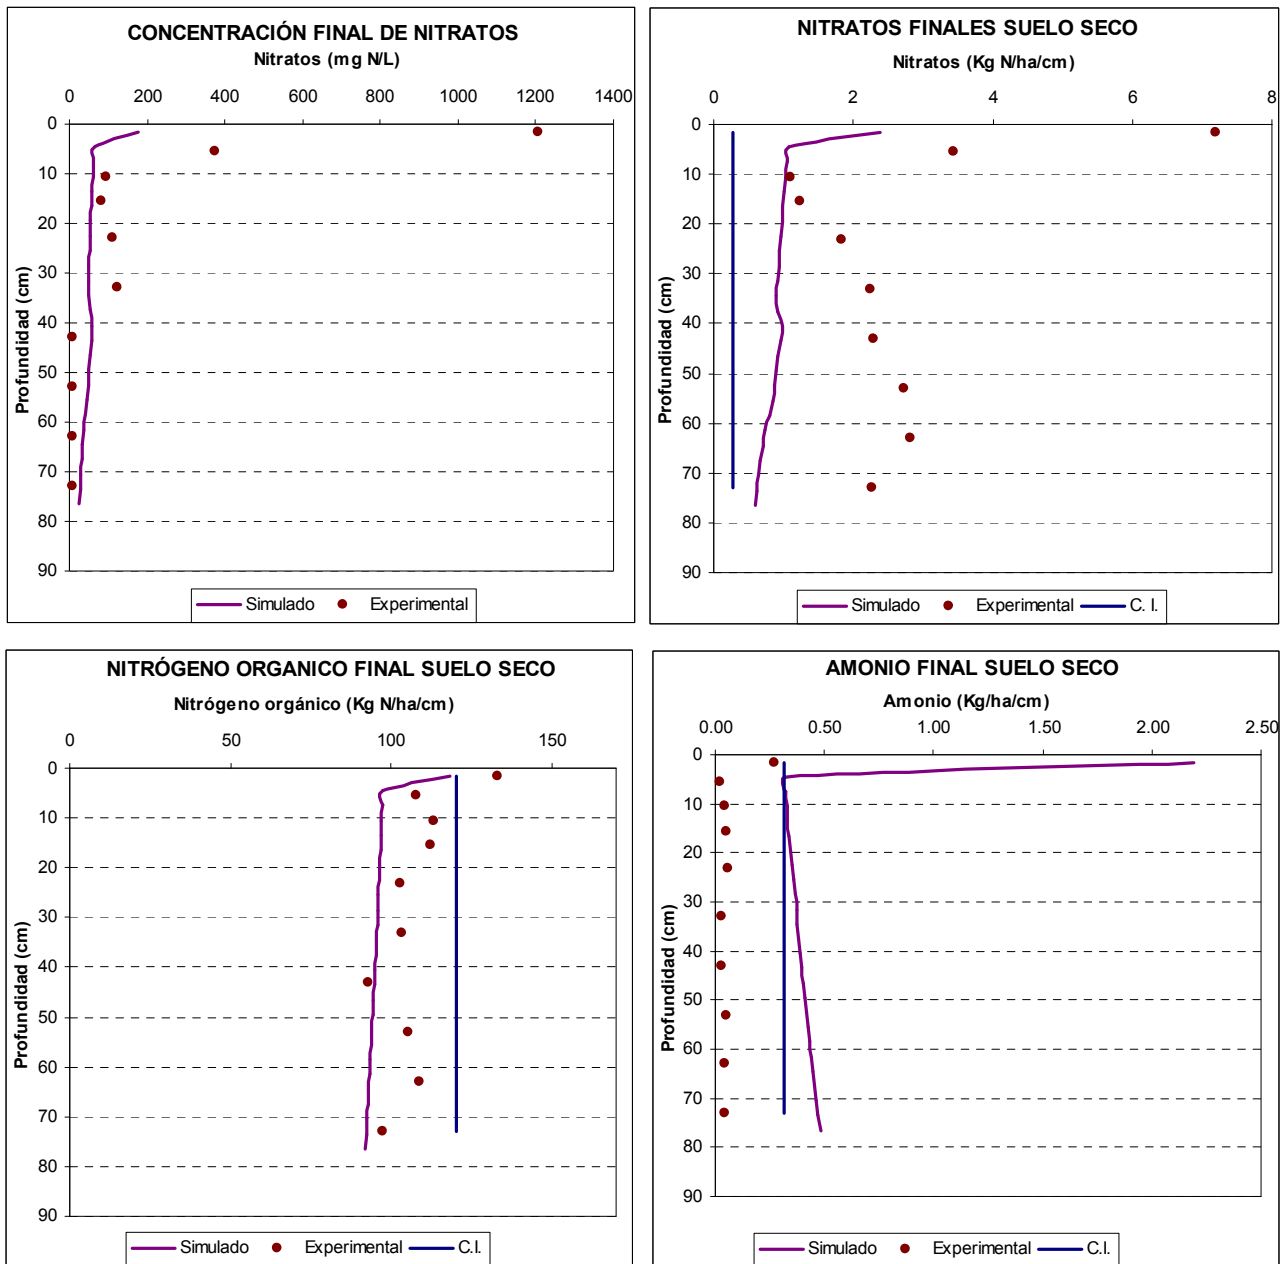 CONCENTRACIÓN FINAL DE NITRATOS
Nitratos (mg N/L)
0 200 400 600 800 1000 1200 1400
0
10
20
30
40
50
60
70
80
90
Profundidad (cm)
Simulado Experimental
NITRATOS FINALES SUELO SECO
Nitratos (Kg N/ha/cm)
0 2 4 6 8
0
10
20
30
40
50
60
70
80
90
Profundidad (cm)
Simulado Experimental C. I.
NITRÓGENO ORGANICO FINAL SUELO SECO
Nitrógeno orgánico (Kg N/ha/cm)
0 50 100 150
0
10
20
30
40
50
60
70
80
90
Profundidad (cm)
Simulado Experimental C.I.
AMONIO FINAL SUELO SECO
Amonio (Kg/ha/cm)
0.00 0.50 1.00 1.50 2.00 2.50
0
10
20
30
40
50
60
70
80
90
Profundidad (cm)
Simulado Experimental C.I.